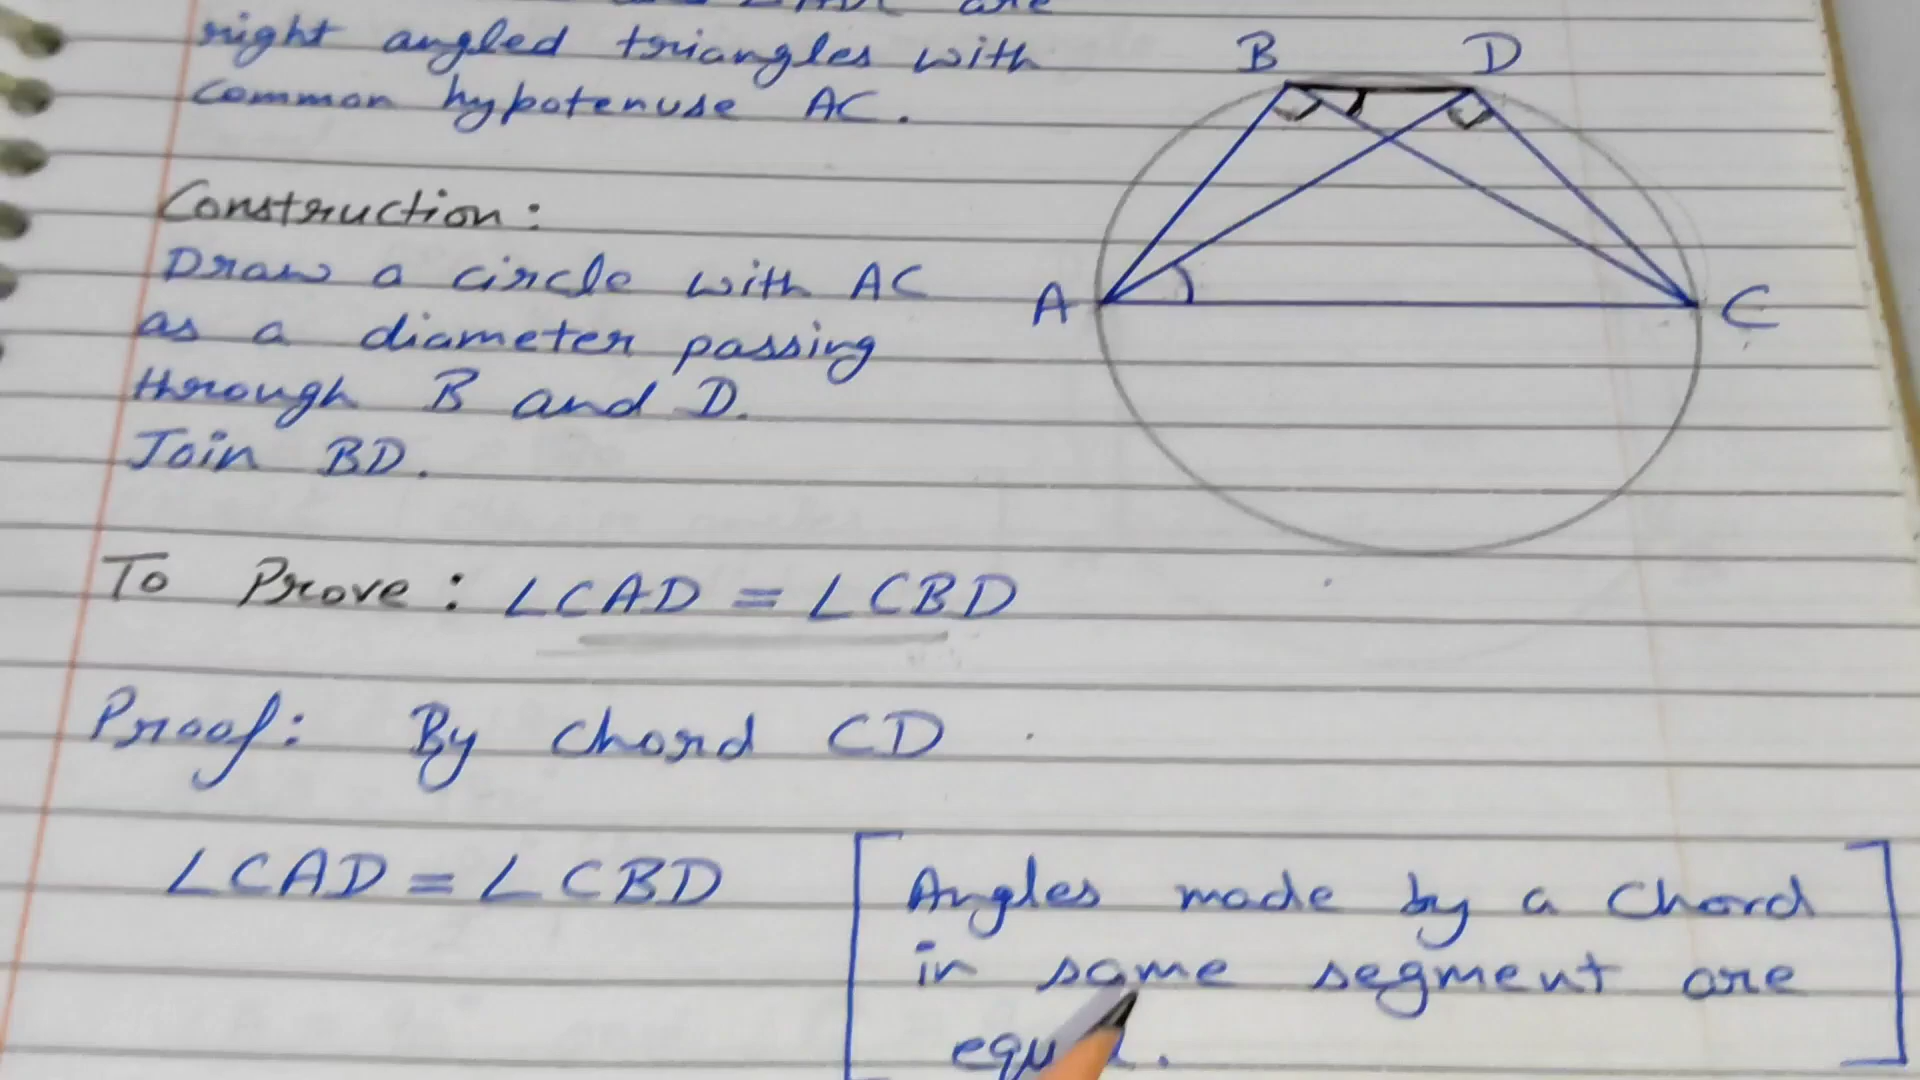 are
right angled triangles with
common hypotenuse AC.
Construction:
Draw a circle with AC
as a diameter passing
through B and D.
Join BD.
B D
A C
To Prove: ∠CAD = ∠CBD
Proof: By chord CD
∠CAD = ∠CBD
[Angles made by a chord
in same segment are
]